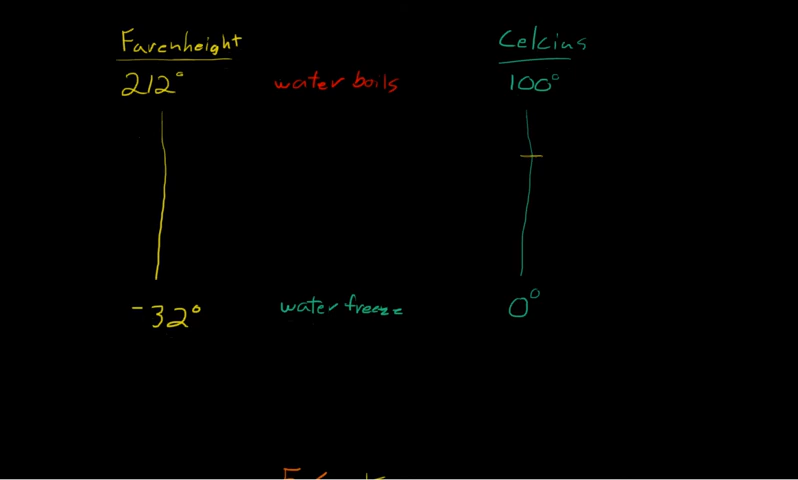 Farenheight Celcius
212° water boils 100°
-32° water freeze 0°